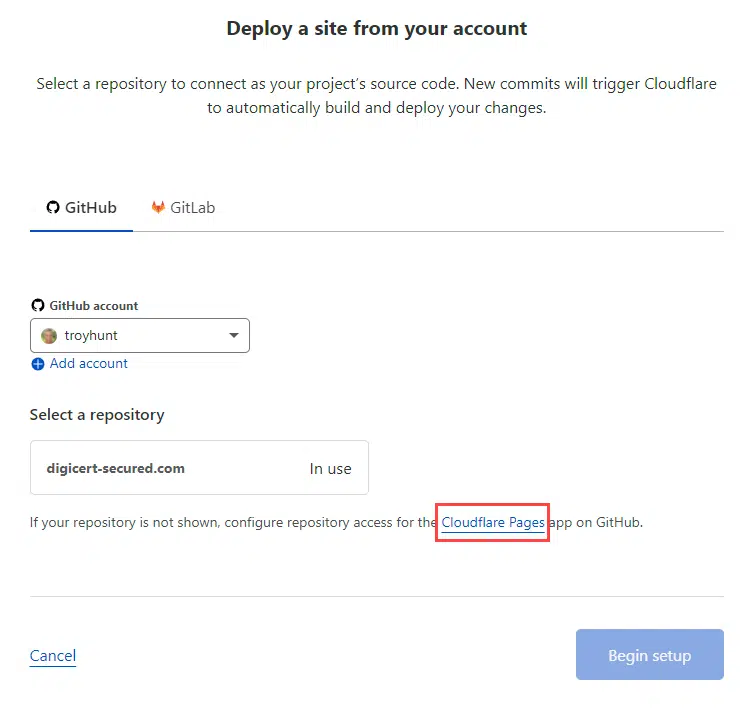 Deploy a site from your account
Select a repository to connect as your project’s source code. New commits will trigger Cloudflare
to automatically build and deploy your changes.
GitHub GitLab
GitHub account
troyhunt
Add account
Select a repository
digicert-secured.com In use
If your repository is not shown, configure repository access for the Cloudflare Pages app on GitHub.
Cancel Begin setup